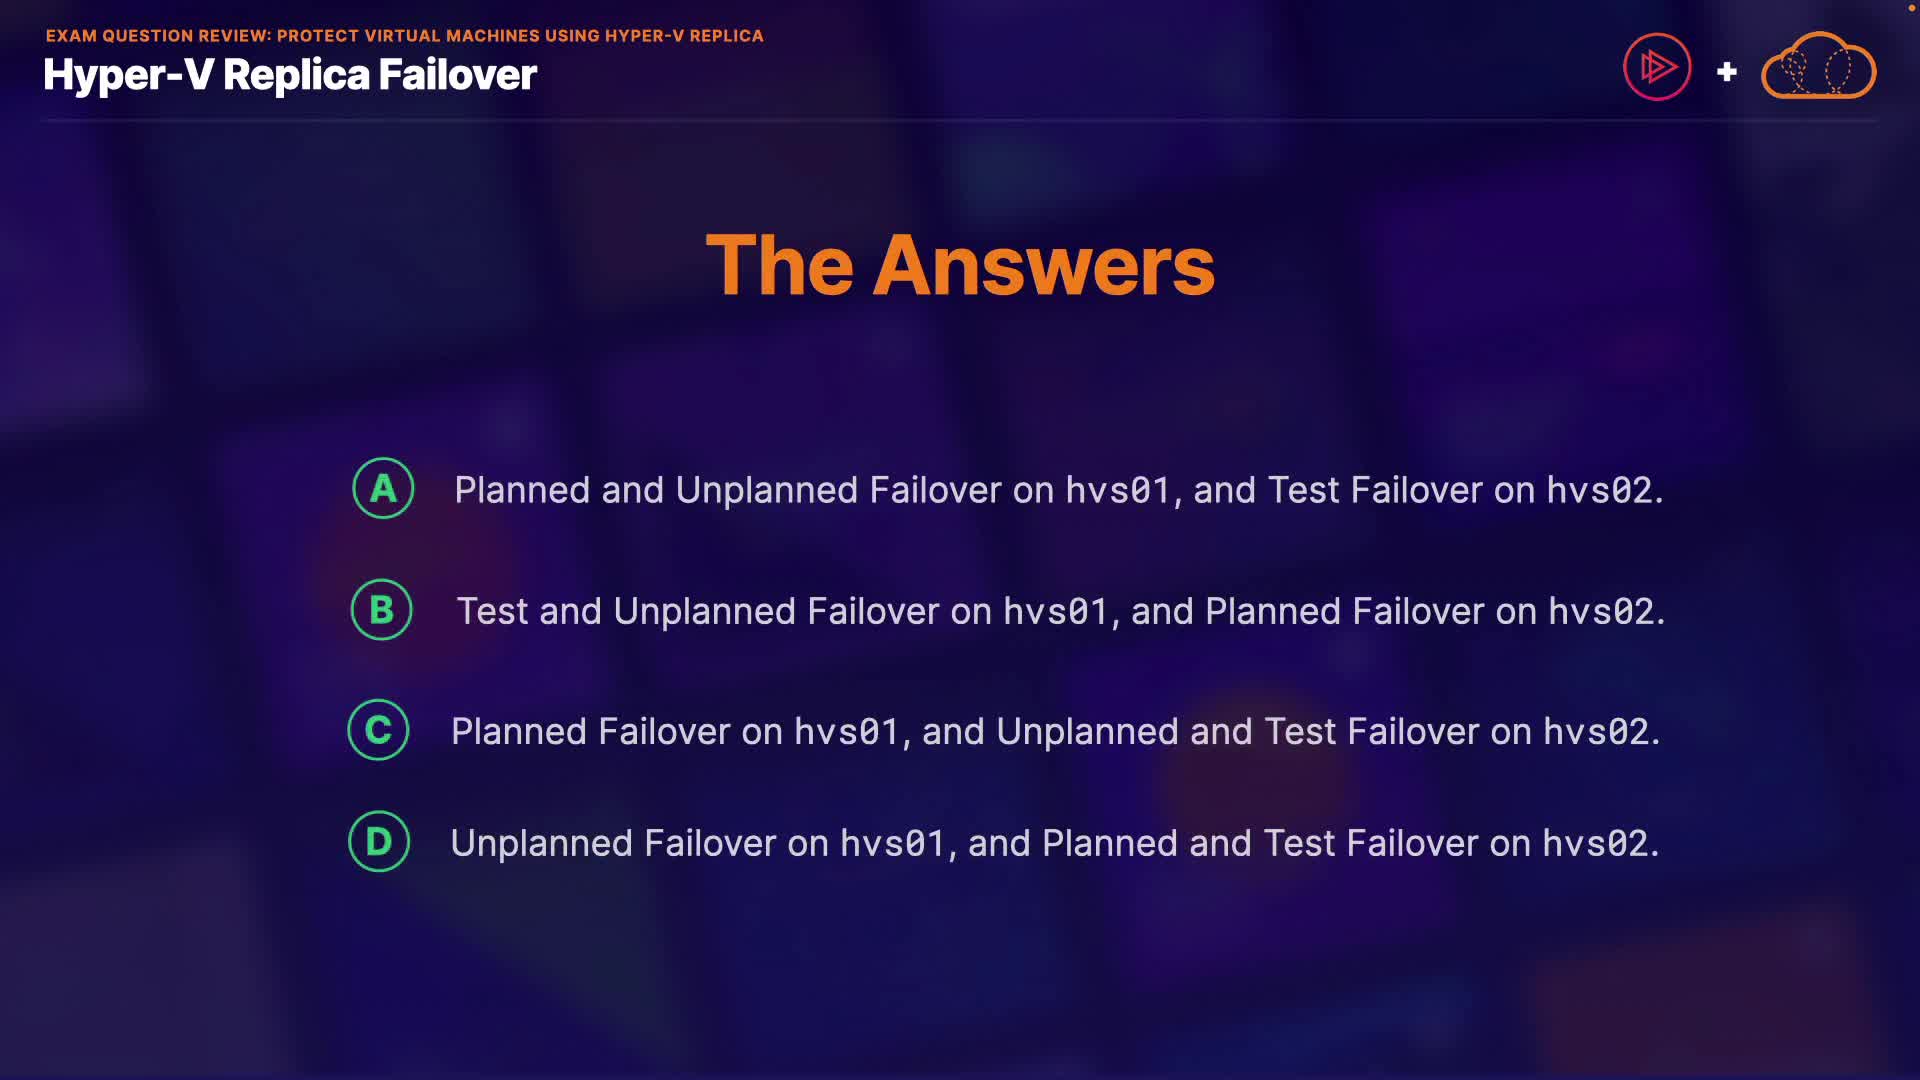 EXAM QUESTION REVIEW: PROTECT VIRTUAL MACHINES USING HYPER-V REPLICA
Hyper-V Replica Failover
The Answers
A Planned and Unplanned Failover on hvs01, and Test Failover on hvs02.
B Test and Unplanned Failover on hvs01, and Planned Failover on hvs02.
C Planned Failover on hvs01, and Unplanned and Test Failover on hvs02.
D Unplanned Failover on hvs01, and Planned and Test Failover on hvs02.